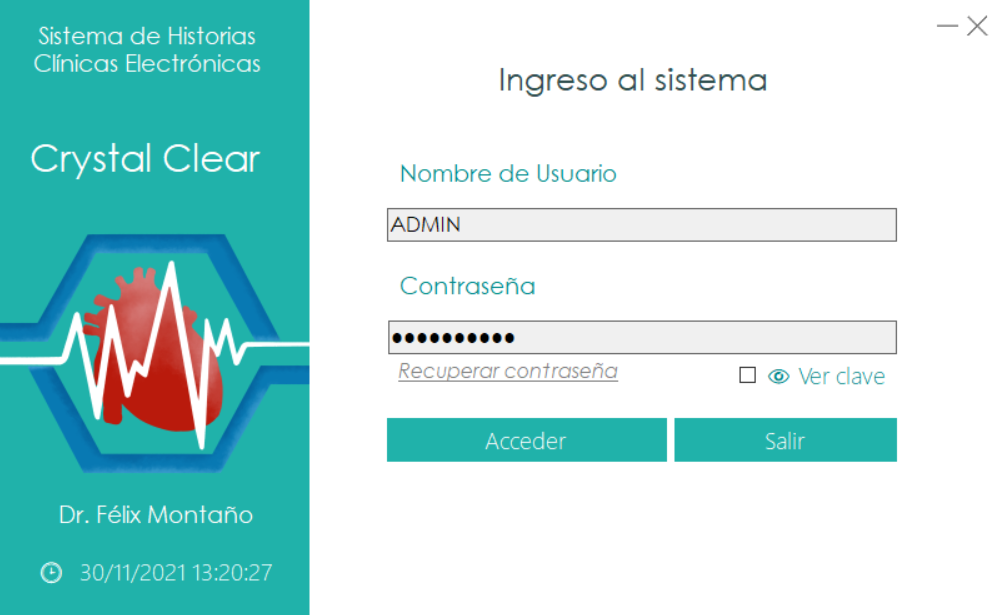 Sistema de Historias
Clínicas Electrónicas
Crystal Clear
Dr. Félix Montaño
30/11/2021 13:20:27
Ingreso al sistema
Nombre de Usuario
ADMIN
Contraseña
••••••••••
Recuperar contraseña
Ver clave
Acceder
Salir